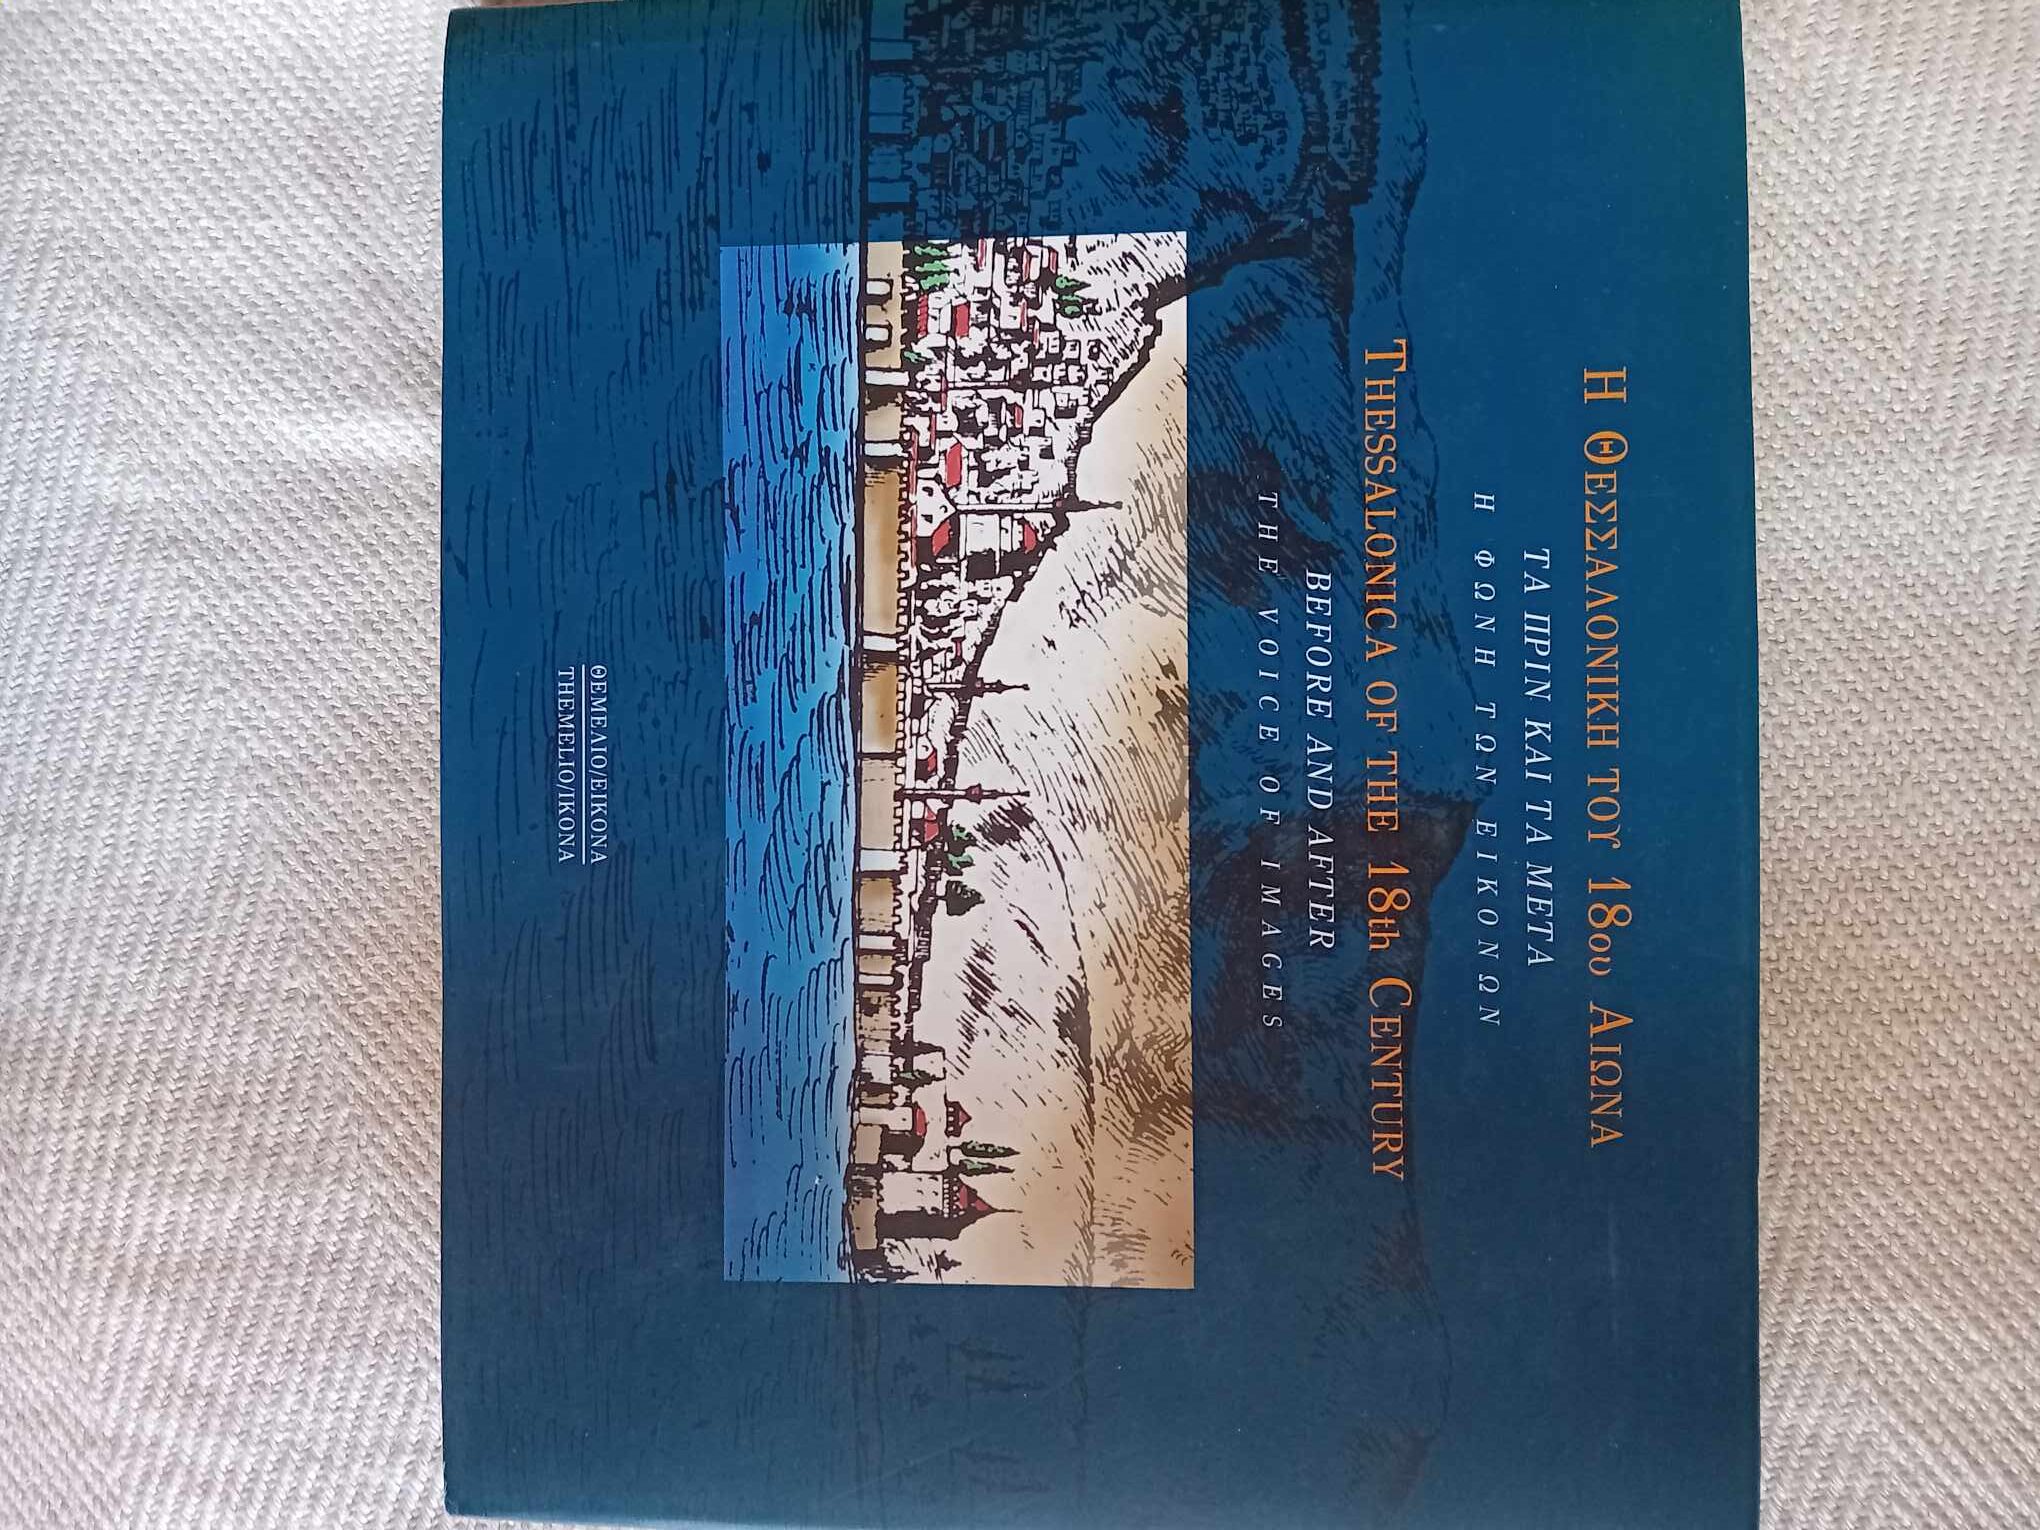 Η ΘΕΣΣΑΛΟΝΙΚΗ ΤΟΥ 18ου ΑΙΩΝΑ
ΤΑ ΠΡΙΝ ΚΑΙ ΤΑ ΜΕΤΑ
Η ΦΩΝΗ ΤΩΝ ΕΙΚΟΝΩΝ
THESSALONICA OF THE 18th CENTURY
BEFORE AND AFTER
THE VOICE OF IMAGES
ΘΕΜΕΛΙΟ/ΕΙΚΟΝΑ
THEMELIO/IKONA